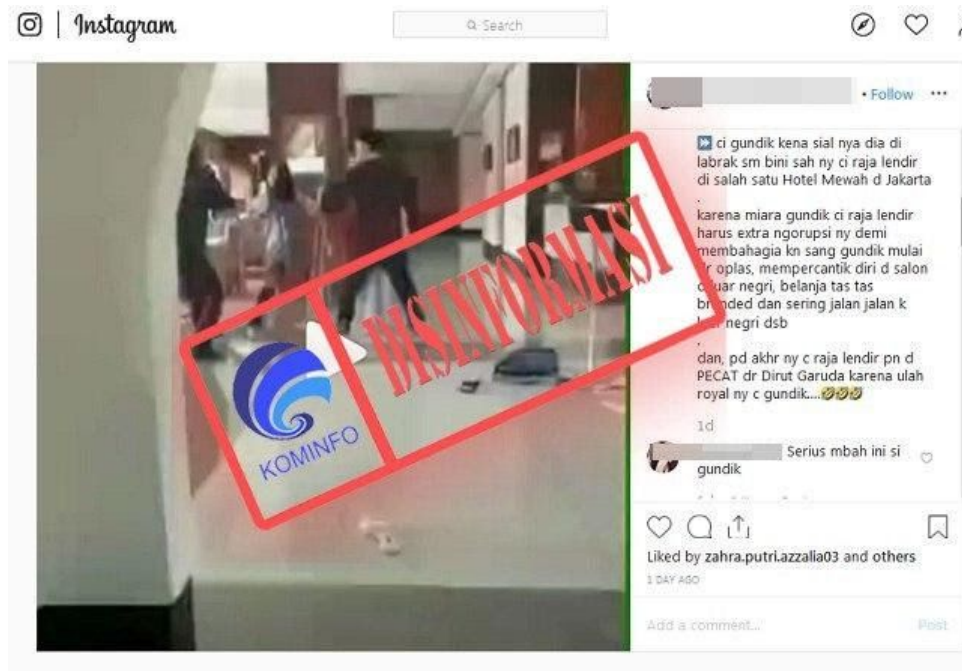 Instagram
Search
• Follow •••
ci gundik kena sial nya dia di
labrak sm bini sah ny ci raja lendir
di salah satu Hotel Mewah d Jakarta
.
karena miara gundik ci raja lendir
harus extra ngorupsi ny demi
membahagia kn sang gundik mulai
oplas, mempercantik diri d salon
negri, belanja tas tas
dan sering jalan jalan k
negri dsb
.
dan, pd akhr ny c raja lendir pn d
PECAT dr Dirut Garuda karena ulah
royal ny c gundik....🤣🤣🤣
1d
Serius mbah ini si
gundik
DISINFORMASI
KOMINFO
Liked by zahra.putri.azzalia03 and others
1 DAY AGO
Add a comment...
Post